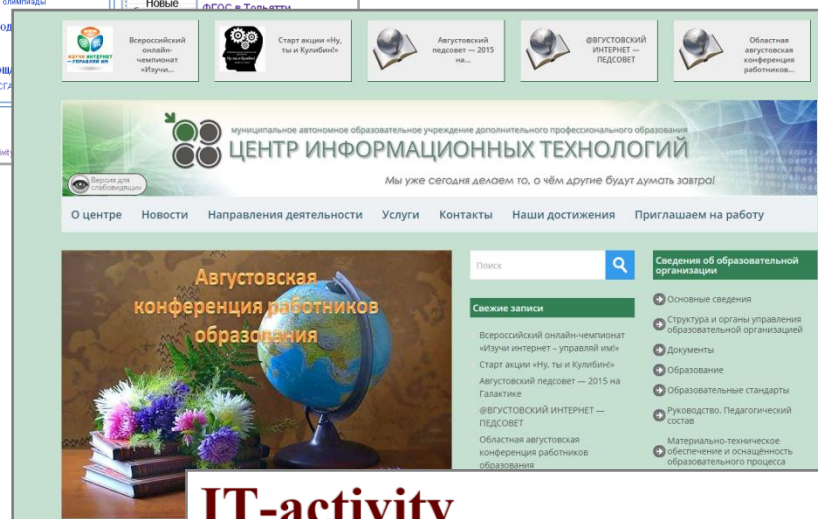 олимпиады
Новые
ФГОС в Тольятти
Всероссийский
онлайн-
чемпионат
«Изучи...
ИЗУЧИ ИНТЕРНЕТ
–УПРАВЛЯЙ ИМ!
Старт акции «Ну,
ты и Кулибин!»
Августовский
педсовет — 2015
на...
@ВГУСТОВСКИЙ
ИНТЕРНЕТ —
ПЕДСОВЕТ
Областная
августовская
конференция
работников...
муниципальное автономное образовательное учреждение дополнительного профессионального образования
ЦЕНТР ИНФОРМАЦИОННЫХ ТЕХНОЛОГИЙ
Версия для
слабовидящих
Мы уже сегодня делаем то, о чём другие будут думать завтра!
О центре Новости Направления деятельности Услуги Контакты Наши достижения Приглашаем на работу
Августовская
конференция работников
образования
Поиск
Свежие записи
Всероссийский онлайн-чемпионат
«Изучи интернет – управляй им!»
Старт акции «Ну, ты и Кулибин!»
Августовский педсовет — 2015 на
Галактике
@ВГУСТОВСКИЙ ИНТЕРНЕТ —
ПЕДСОВЕТ
Областная августовская
конференция работников
образования
Сведения об образовательной
организации
Основные сведения
Структура и органы управления
образовательной организацией
Документы
Образование
Образовательные стандарты
Руководство. Педагогический
состав
Материально-техническое
обеспечение и оснащённость
образовательного процесса
IT-activity